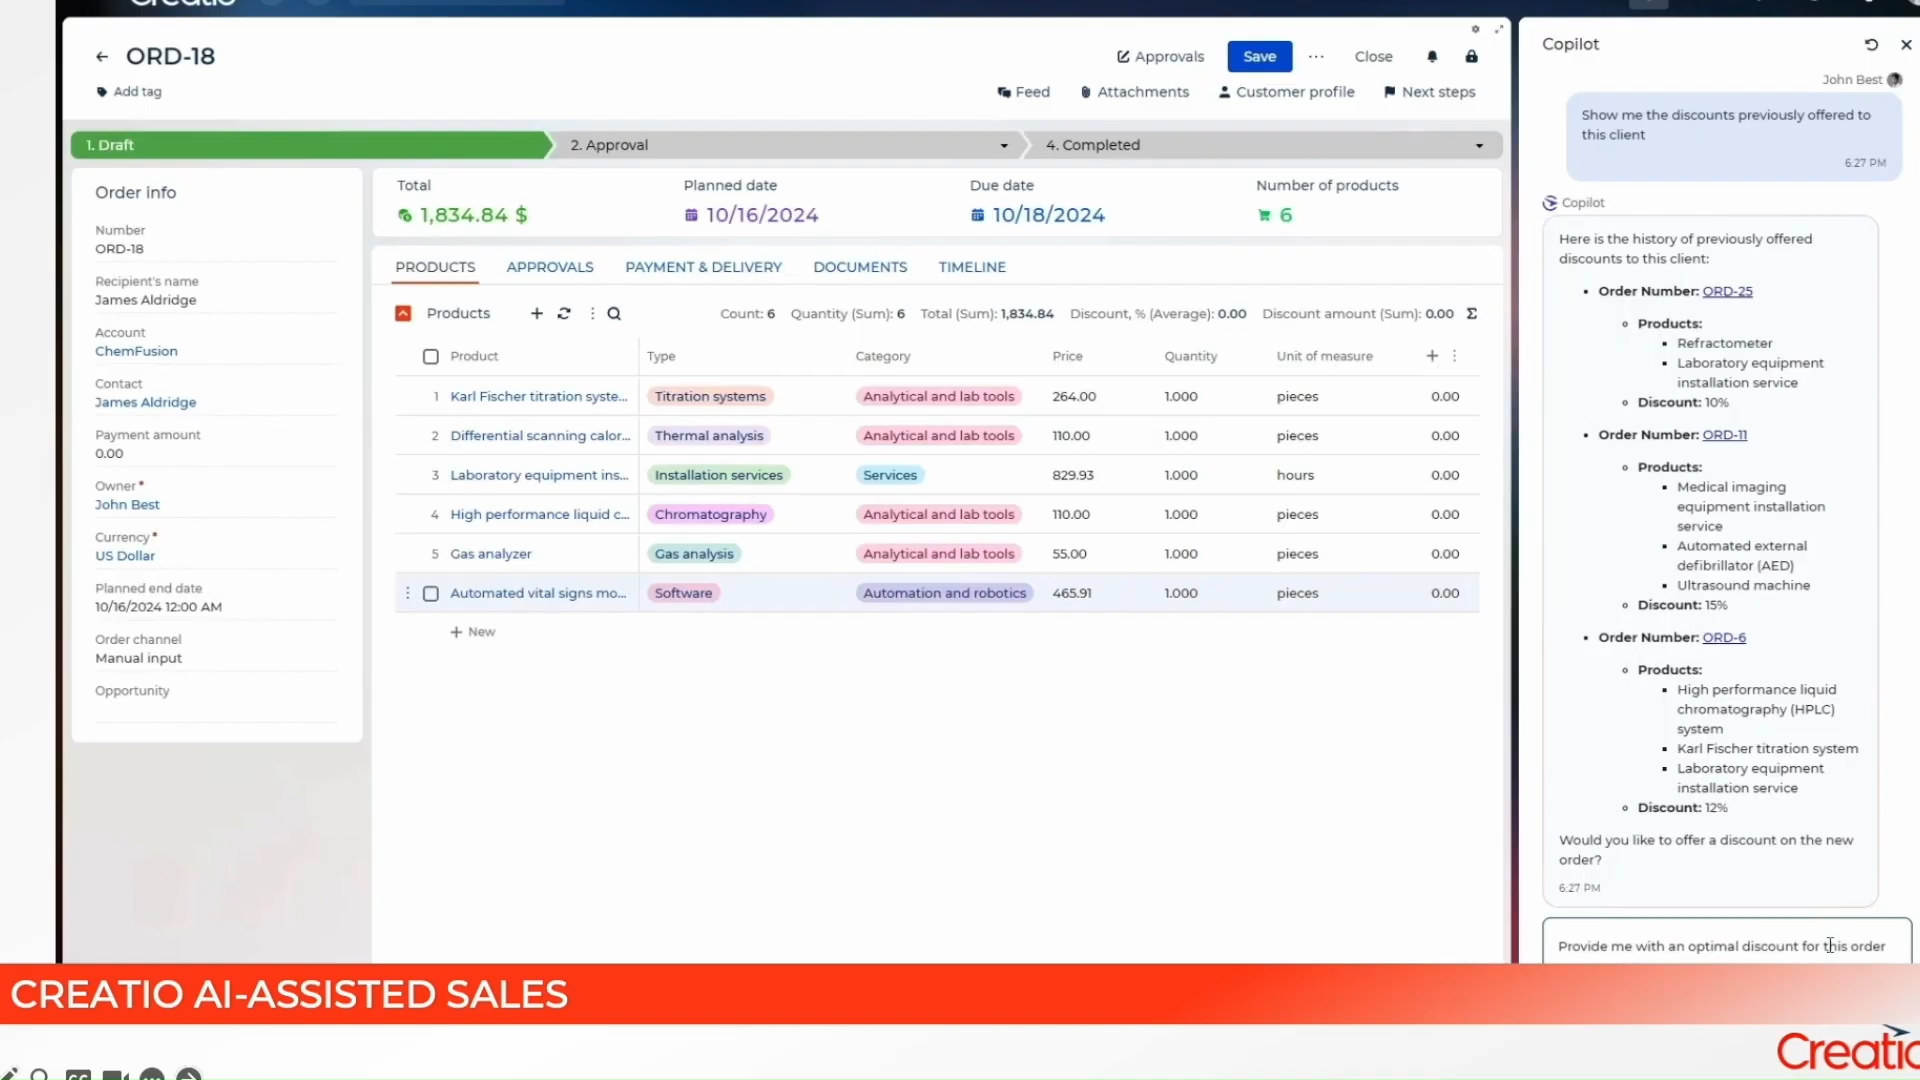 ORD-18
Approvals
Save
Close
Add tag
Feed
Attachments
Customer profile
Next steps
1. Draft
2. Approval
4. Completed
Order info
Number
ORD-18
Recipient's name
James Aldridge
Account
ChemFusion
Contact
James Aldridge
Payment amount
0.00
Owner*
John Best
Currency*
US Dollar
Planned end date
10/16/2024 12:00 AM
Order channel
Manual input
Opportunity
Total
1,834.84 $
Planned date
10/16/2024
Due date
10/18/2024
Number of products
6
PRODUCTS APPROVALS PAYMENT & DELIVERY DOCUMENTS TIMELINE
Products
Count: 6 Quantity (Sum): 6 Total (Sum): 1,834.84 Discount, % (Average): 0.00 Discount amount (Sum): 0.00 Σ
Product Type Category Price Quantity Unit of measure
1 Karl Fischer titration syste... Titration systems Analytical and lab tools 264.00 1.000 pieces 0.00
2 Differential scanning calor... Thermal analysis Analytical and lab tools 110.00 1.000 pieces 0.00
3 Laboratory equipment ins... Installation services Services 829.93 1.000 hours 0.00
4 High performance liquid c... Chromatography Analytical and lab tools 110.00 1.000 pieces 0.00
5 Gas analyzer Gas analysis Analytical and lab tools 55.00 1.000 pieces 0.00
Automated vital signs mo... Software Automation and robotics 465.91 1.000 pieces 0.00
+ New
Copilot
John Best
Show me the discounts previously offered to
this client
6:27 PM
Copilot
Here is the history of previously offered
discounts to this client:
• Order Number: ORD-25
Products:
Refractometer
Laboratory equipment
installation service
Discount: 10%
• Order Number: ORD-11
Products:
Medical imaging
equipment installation
service
Automated external
defibrillator (AED)
Ultrasound machine
Discount: 15%
• Order Number: ORD-6
Products:
High performance liquid
chromatography (HPLC)
system
Karl Fischer titration system
Laboratory equipment
installation service
Discount: 12%
Would you like to offer a discount on the new
order?
6:27 PM
Provide me with an optimal discount for this order
CREATIO AI-ASSISTED SALES
Creatio